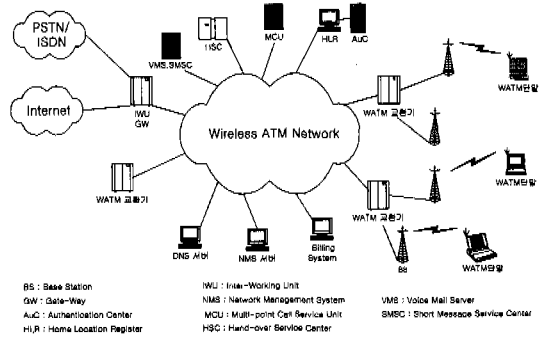 PSTN/
ISDN
Internet
VMS,SMSC
HSC
MCU
HLR
AuC
IWU
GW
Wireless ATM Network
WATM 교환기
WATM단말
WATM 교환기
WATM 교환기
WATM단말
BS
WATM단말
DNS 서버
NMS 서버
Billing
System
BS : Base Station
GW : Gate-Way
AuC : Authentication Center
HLR : Home Location Register
IWU : Inter-Working Unit
NMS : Network Management System
MCU : Multi-point Call Service Unit
HSC : Hand-over Service Center
VMS : Voice Mail Server
SMSC : Short Message Service Center